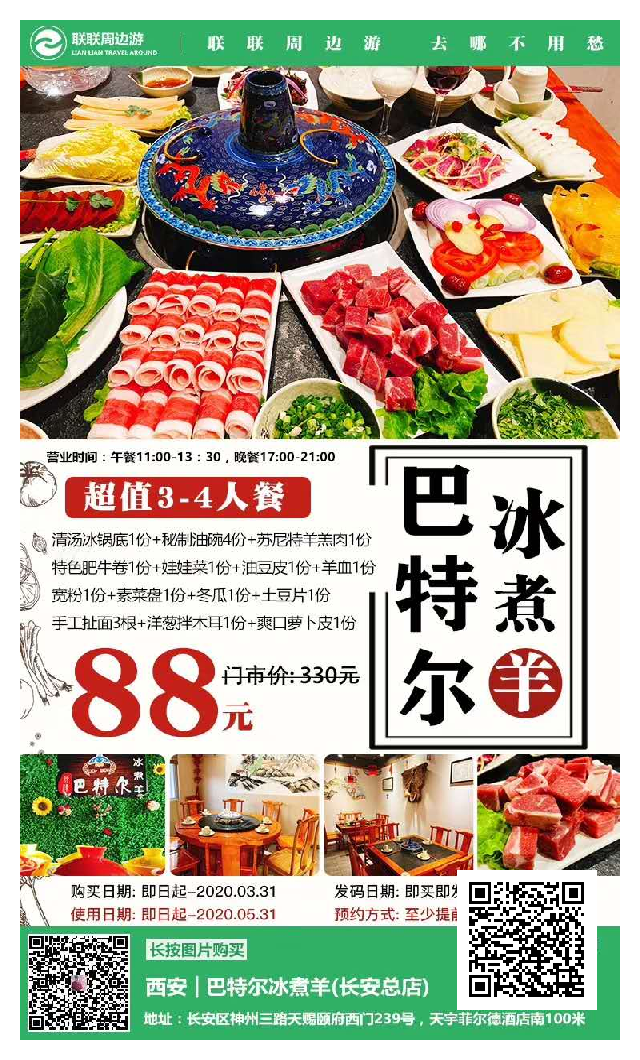 联联周边游
LIAN LIAN TRAVEL AROUND
联联周边游 去哪不用愁
营业时间：午餐11:00-13：30，晚餐17:00-21:00
超值3-4人餐
清汤冰锅底1份+秘制油碗4份+苏尼特羊羔肉1份
特色肥牛卷1份+娃娃菜1份+油豆皮1份+羊血1份
宽粉1份+素菜盘1份+冬瓜1份+土豆片1份
手工扯面3根+洋葱拌木耳1份+爽口萝卜皮1份
88元
门市价: 330元
巴特尔
冰煮羊
巴特尔
冰煮羊
购买日期: 即日起-2020.03.31
发码日期: 即买即发
使用日期: 即日起-2020.05.31
预约方式: 至少提前
长按图片购买
西安 | 巴特尔冰煮羊(长安总店)
地址：长安区神州三路天赐颐府西门239号，天宇菲尔德酒店南100米